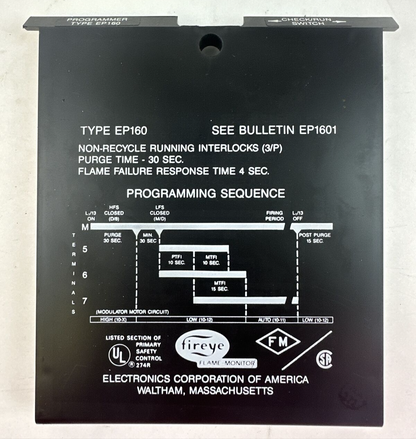 PROGRAMMER
TYPE EP160
CHECK/RUN
SWITCH
TYPE EP160 SEE BULLETIN EP1601
NON-RECYCLE RUNNING INTERLOCKS (3/P)
PURGE TIME - 30 SEC.
FLAME FAILURE RESPONSE TIME 4 SEC.
PROGRAMMING SEQUENCE
L1/13 HFS LFS FIRING L1/13
ON CLOSED CLOSED PERIOD OFF
(D/8) (M/D)
M
PURGE MIN. POST PURGE
30 SEC. 30 SEC. 15 SEC.
TERMINALS
5
PTFI MTFI
10 SEC. 10 SEC.
6
MTFI
15 SEC.
7
(MODULATOR MOTOR CIRCUIT)
HIGH (10-X) LOW (10-12) AUTO (10-11) LOW (10-12)
LISTED SECTION OF
UL ® PRIMARY
SAFETY
CONTROL
274R
fireye
FLAME-MONITOR
FM
SA
ELECTRONICS CORPORATION OF AMERICA
WALTHAM, MASSACHUSETTS